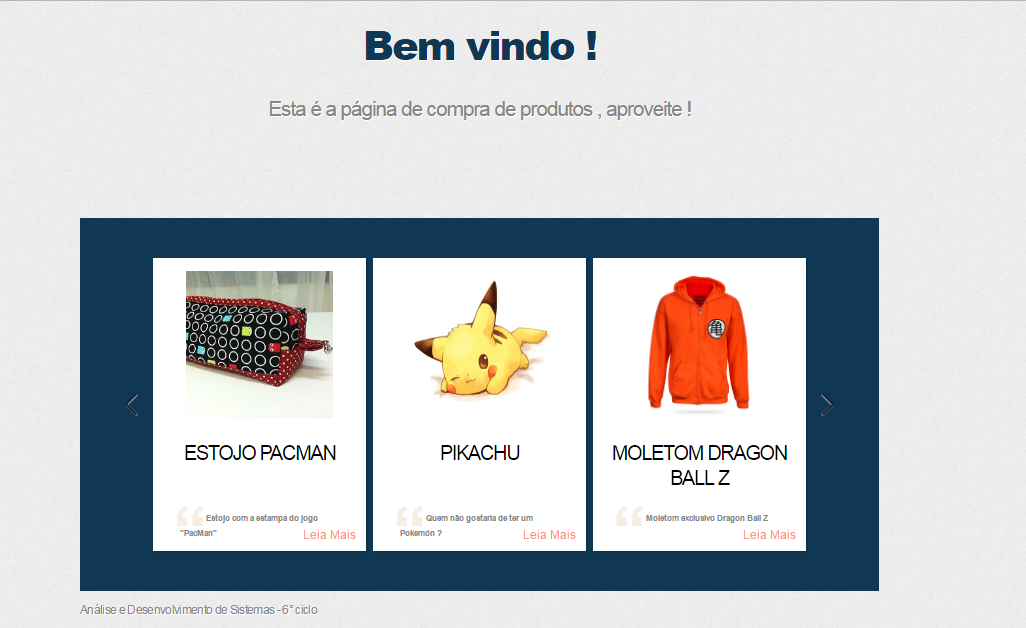 Bem vindo !
Esta é a página de compra de produtos , aproveite !
ESTOJO PACMAN
Estojo com a estampa do jogo
"PacMan"
Leia Mais
PIKACHU
Quem não gostaria de ter um
Pokemón ?
Leia Mais
MOLETOM DRAGON
BALL Z
亀
Moletom exclusivo Dragon Ball Z
Leia Mais
Análise e Desenvolvimento de Sistemas - 6° ciclo